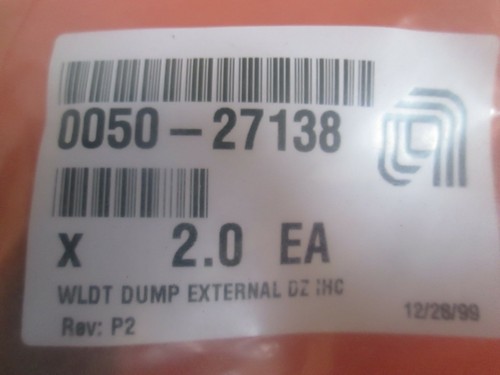 0050-27138
X 2.0 EA
WLDT DUMP EXTERNAL DZ IHC
Rev: P2
12/28/99